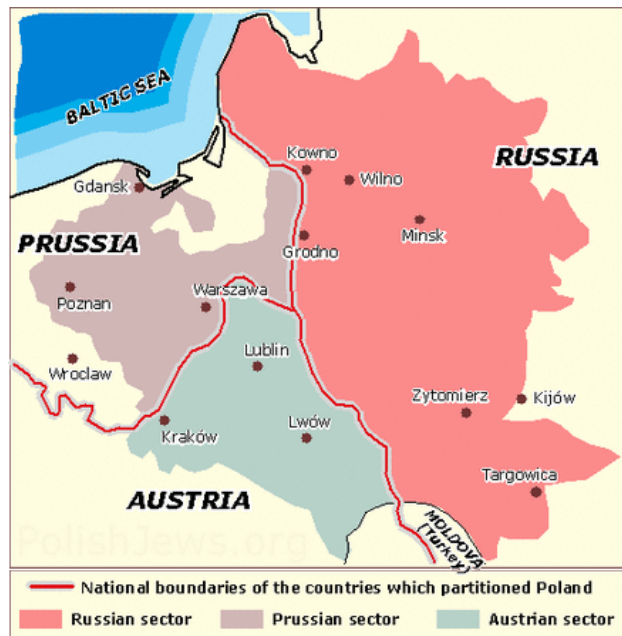 BALTIC SEA
RUSSIA
Kowno
Wilno
Gdansk
Minsk
PRUSSIA
Grodno
Poznan
Warszawa
Lublin
Wroclaw
Zytomierz
Kijów
Kraków
Lwów
Targowica
AUSTRIA
MOLDOVA
(Turkey)
PolishJews.org
National boundaries of the countries which partitioned Poland
Russian sector Prussian sector Austrian sector